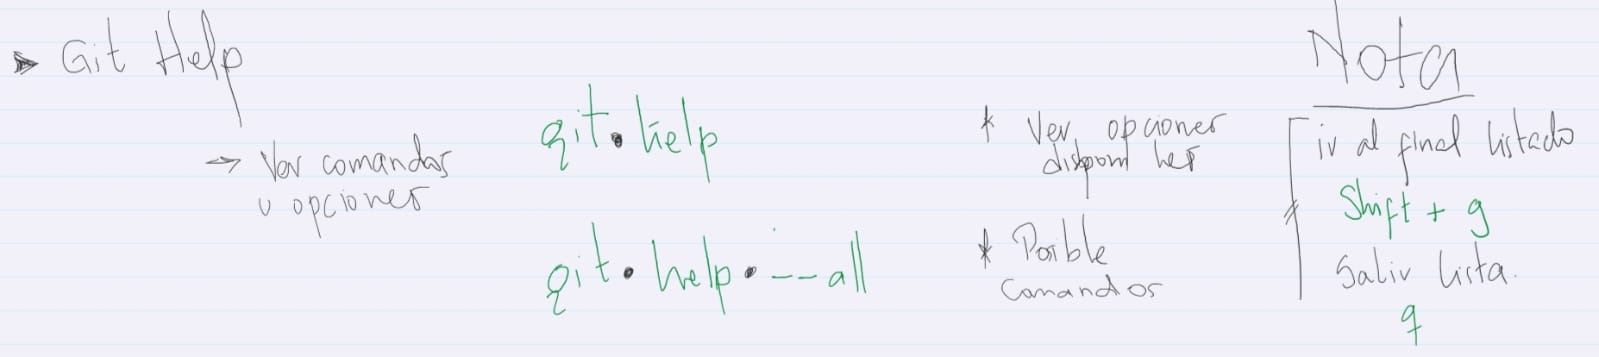 Git Help
→ Ver comandos
u opciones
git • help
* Ver opciones
disponibles
git • help • --all
* Posible
Comandos
Nota
ir al final listado
Shift + g
Salir lista.
q